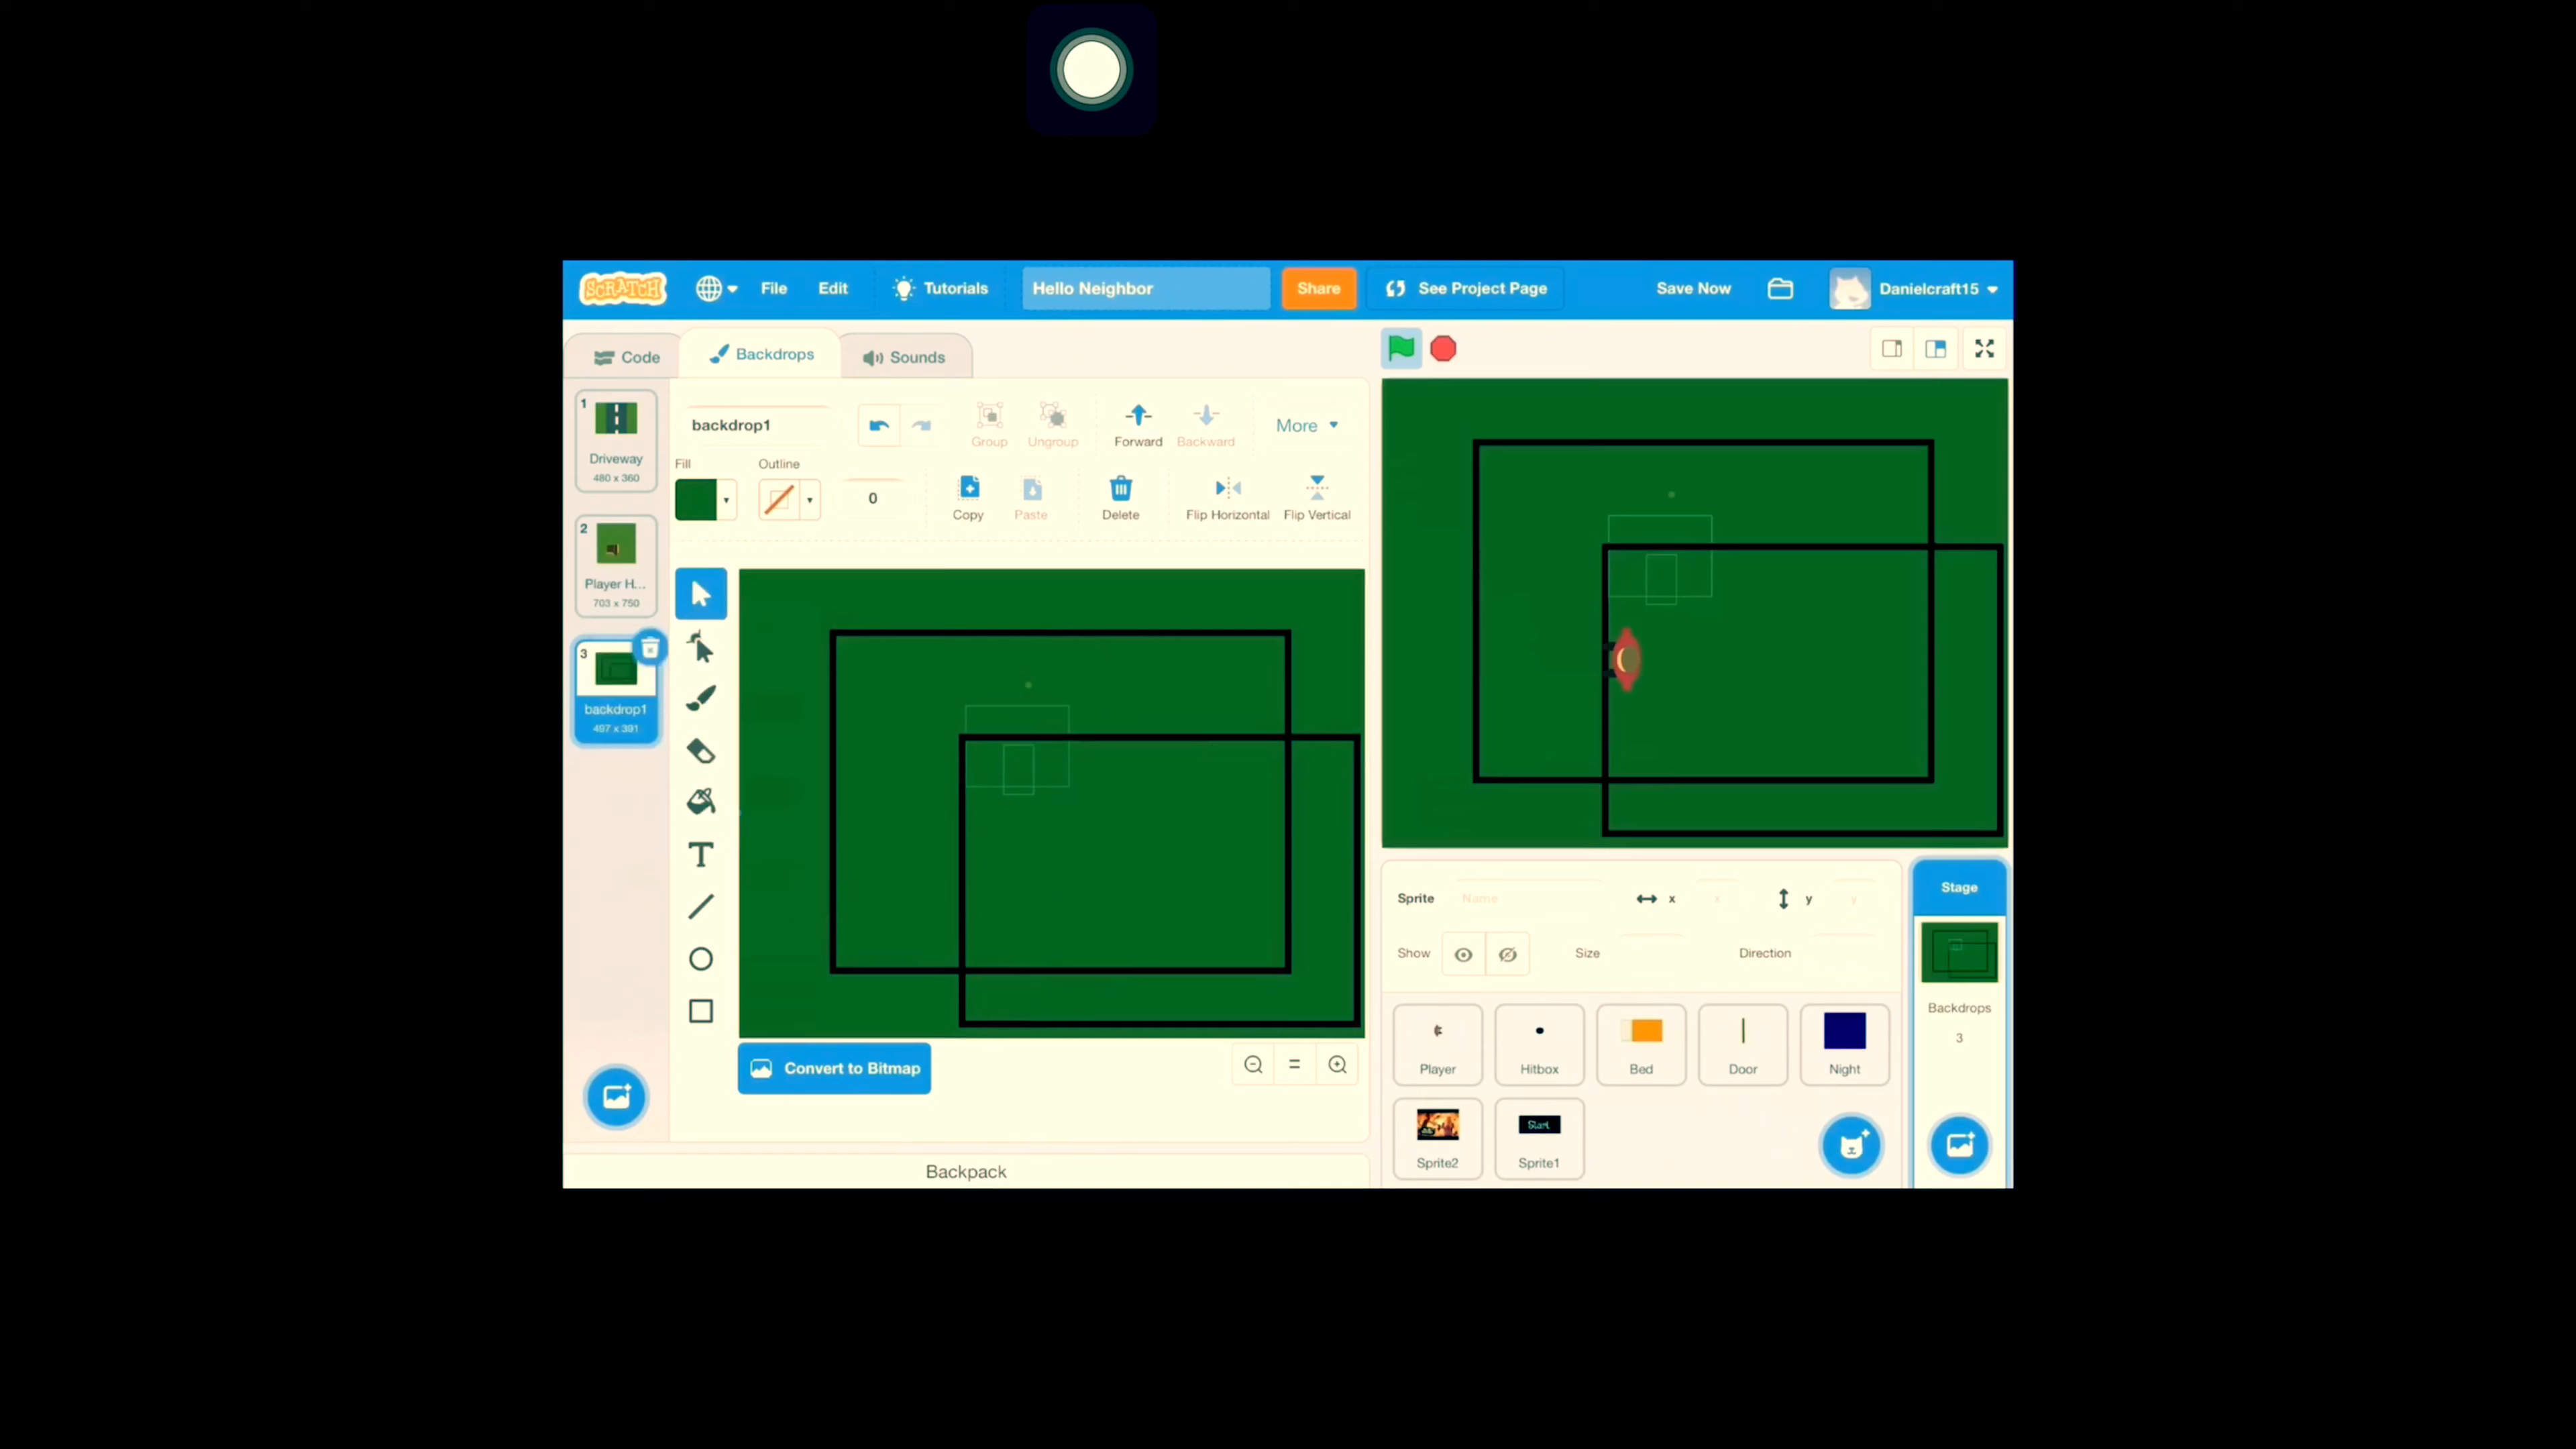 SCRATCH File Edit Tutorials Hello Neighbor Share See Project Page Save Now Danielcraft15
Code Backdrops Sounds
1
Driveway
480 x 360
2
Player H...
703 x 750
3
backdrop1
497 x 391
backdrop1
Group Ungroup Forward Backward More
Fill Outline
0
Copy Paste Delete Flip Horizontal Flip Vertical
T
Convert to Bitmap
=
Backpack
Sprite Name x x y y
Show Size Direction
Player Hitbox Bed Door Night
Start
Sprite2 Sprite1
Stage
Backdrops
3